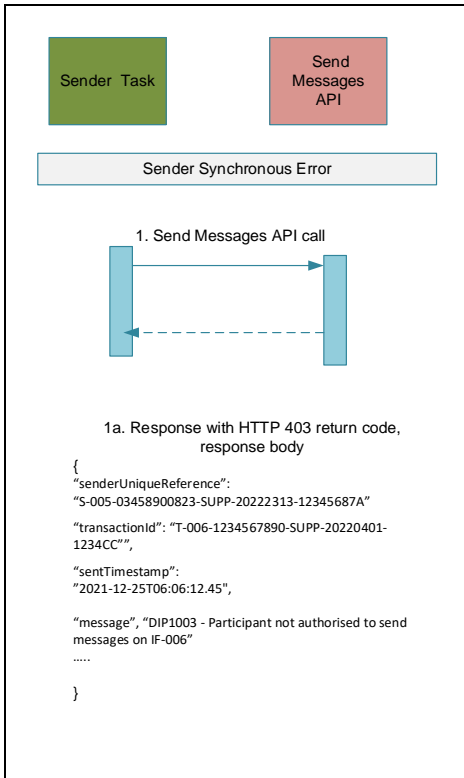 Sender Task
Send
Messages
API
Sender Synchronous Error
1. Send Messages API call
1a. Response with HTTP 403 return code,
response body
{
“senderUniqueReference”:
“S-005-03458900823-SUPP-20222313-12345687A”
“transactionId”: “T-006-1234567890-SUPP-20220401-
1234CC””,
“sentTimestamp”:
”2021-12-25T06:06:12.45",
“message”, “DIP1003 - Participant not authorised to send
messages on IF-006”
…..
}